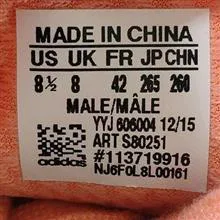 MADE IN CHINA
US UK FR JP CHN
8½ 8 42 265 260
MALE/MÂLE
YYJ 606004 12/15
ART S80251
#113719916
NJ6F0L8L00161
adidas